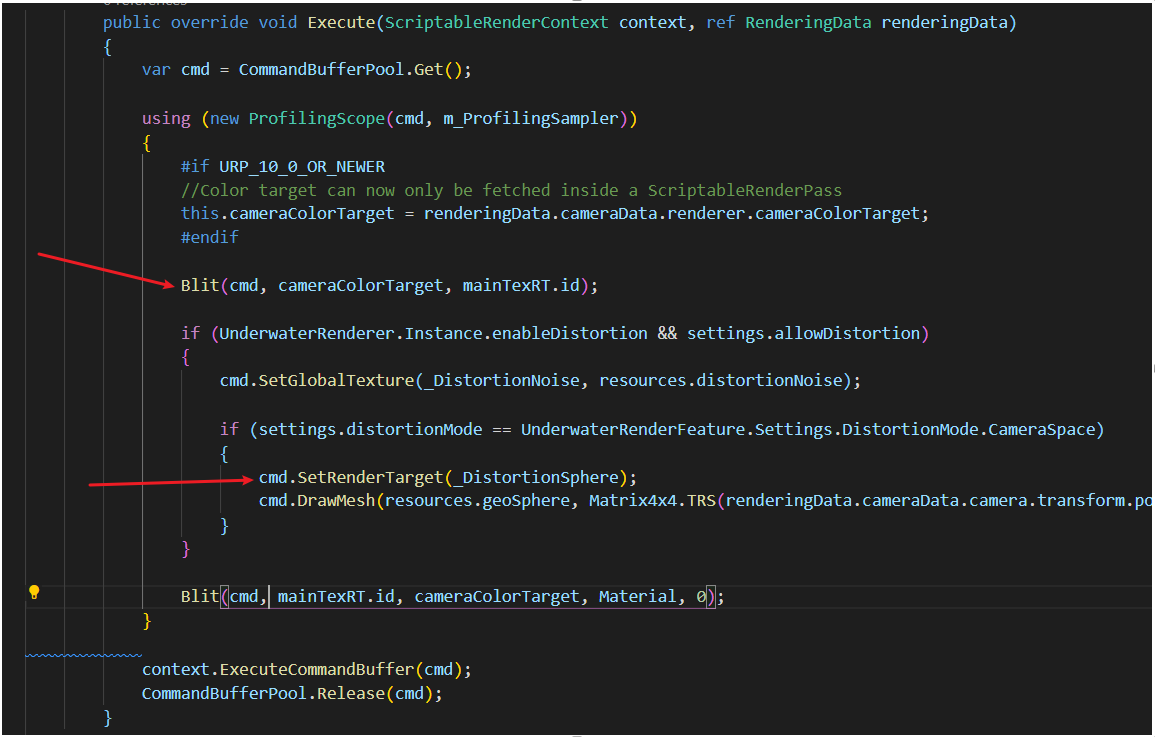 public override void Execute(ScriptableRenderContext context, ref RenderingData renderingData)
{
var cmd = CommandBufferPool.Get();
using (new ProfilingScope(cmd, m_ProfilingSampler))
{
#if URP_10_0_OR_NEWER
//Color target can now only be fetched inside a ScriptableRenderPass
this.cameraColorTarget = renderingData.cameraData.renderer.cameraColorTarget;
#endif
Blit(cmd, cameraColorTarget, mainTexRT.id);
if (UnderwaterRenderer.Instance.enableDistortion && settings.allowDistortion)
{
cmd.SetGlobalTexture(_DistortionNoise, resources.distortionNoise);
if (settings.distortionMode == UnderwaterRenderFeature.Settings.DistortionMode.CameraSpace)
{
cmd.SetRenderTarget(_DistortionSphere);
cmd.DrawMesh(resources.geoSphere, Matrix4x4.TRS(renderingData.cameraData.camera.transform.po
}
}
Blit(cmd, mainTexRT.id, cameraColorTarget, Material, 0);
}
context.ExecuteCommandBuffer(cmd);
CommandBufferPool.Release(cmd);
}